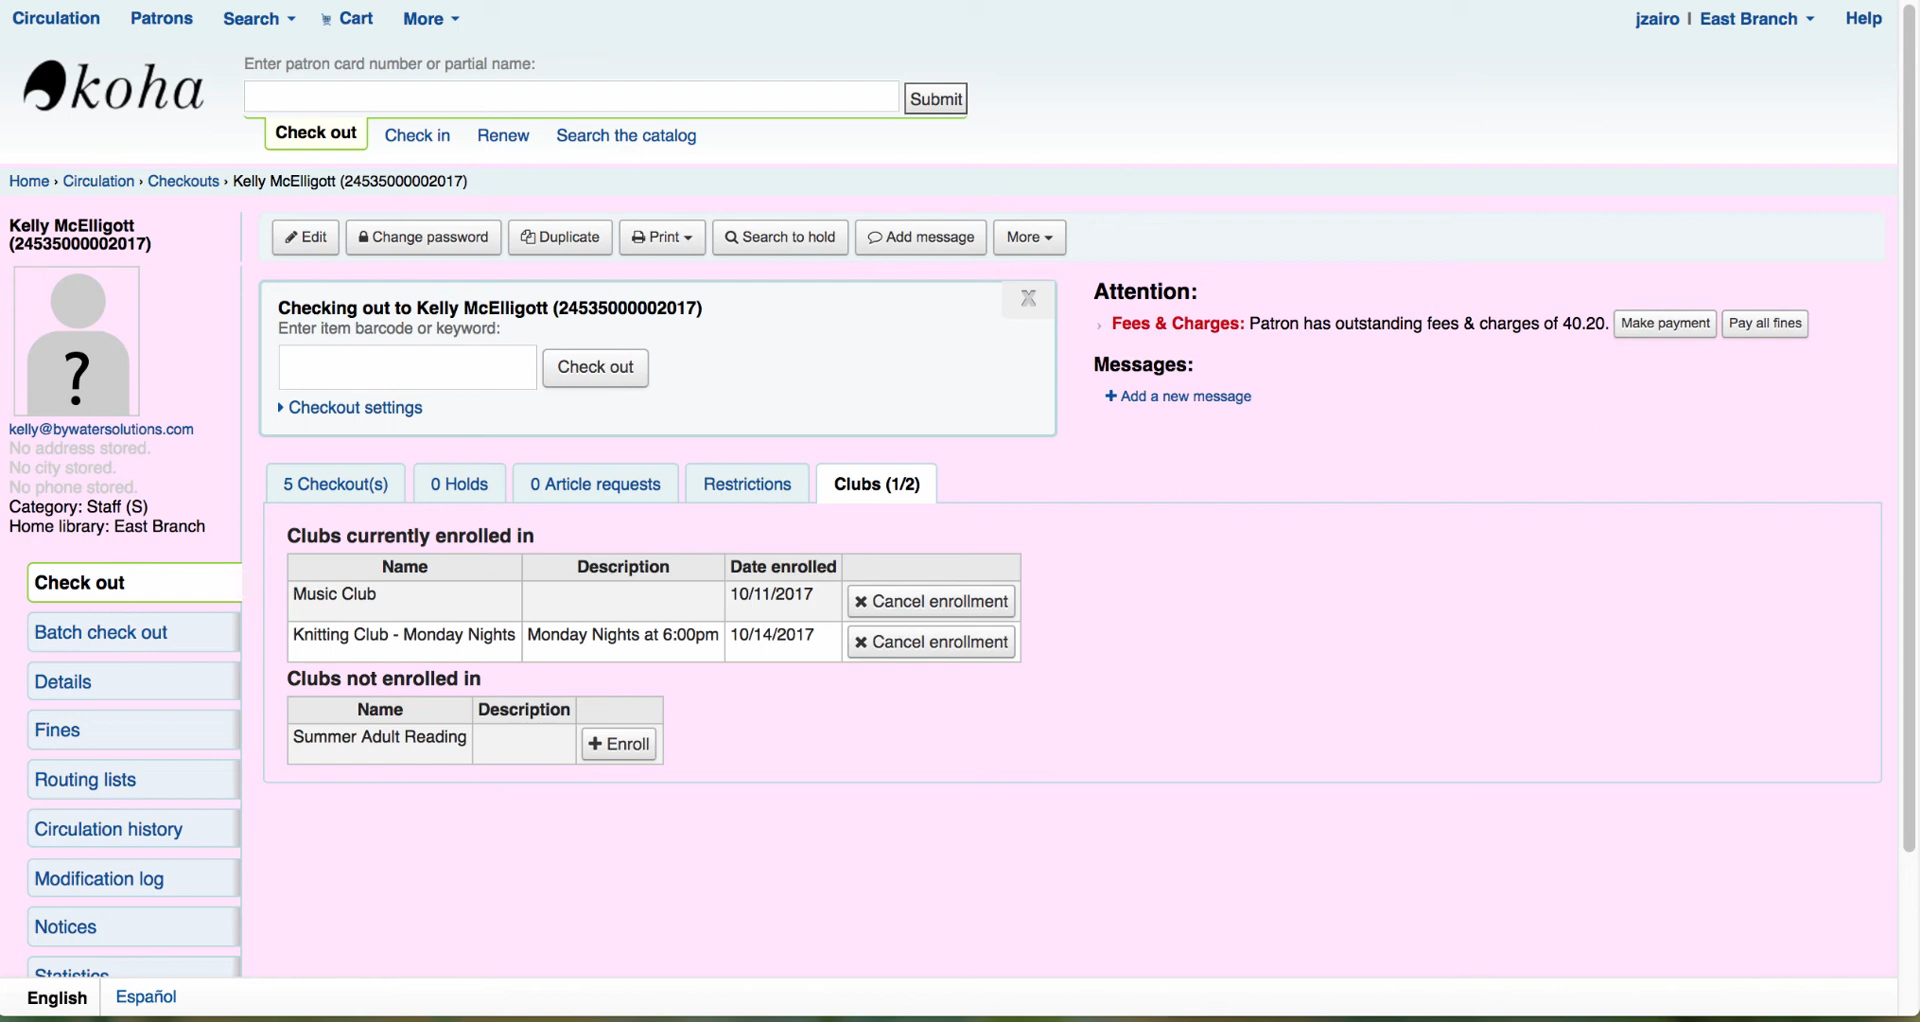 Circulation Patrons Search Cart More jzairo | East Branch Help
koha
Enter patron card number or partial name:
Submit
Check out Check in Renew Search the catalog
Home › Circulation › Checkouts › Kelly McElligott (24535000002017)
Kelly McElligott
(24535000002017)
?
kelly@bywatersolutions.com
No address stored.
No city stored.
No phone stored.
Category: Staff (S)
Home library: East Branch
Check out
Batch check out
Details
Fines
Routing lists
Circulation history
Modification log
Notices
Statistics
Edit Change password Duplicate Print Search to hold Add message More
Checking out to Kelly McElligott (24535000002017)
X
Enter item barcode or keyword:
Check out
Checkout settings
Attention:
› Fees & Charges: Patron has outstanding fees & charges of 40.20. Make payment Pay all fines
Messages:
+ Add a new message
5 Checkout(s) 0 Holds 0 Article requests Restrictions Clubs (1/2)
Clubs currently enrolled in
Name Description Date enrolled
Music Club 10/11/2017 Cancel enrollment
Knitting Club - Monday Nights Monday Nights at 6:00pm 10/14/2017 Cancel enrollment
Clubs not enrolled in
Name Description
Summer Adult Reading + Enroll
English Español